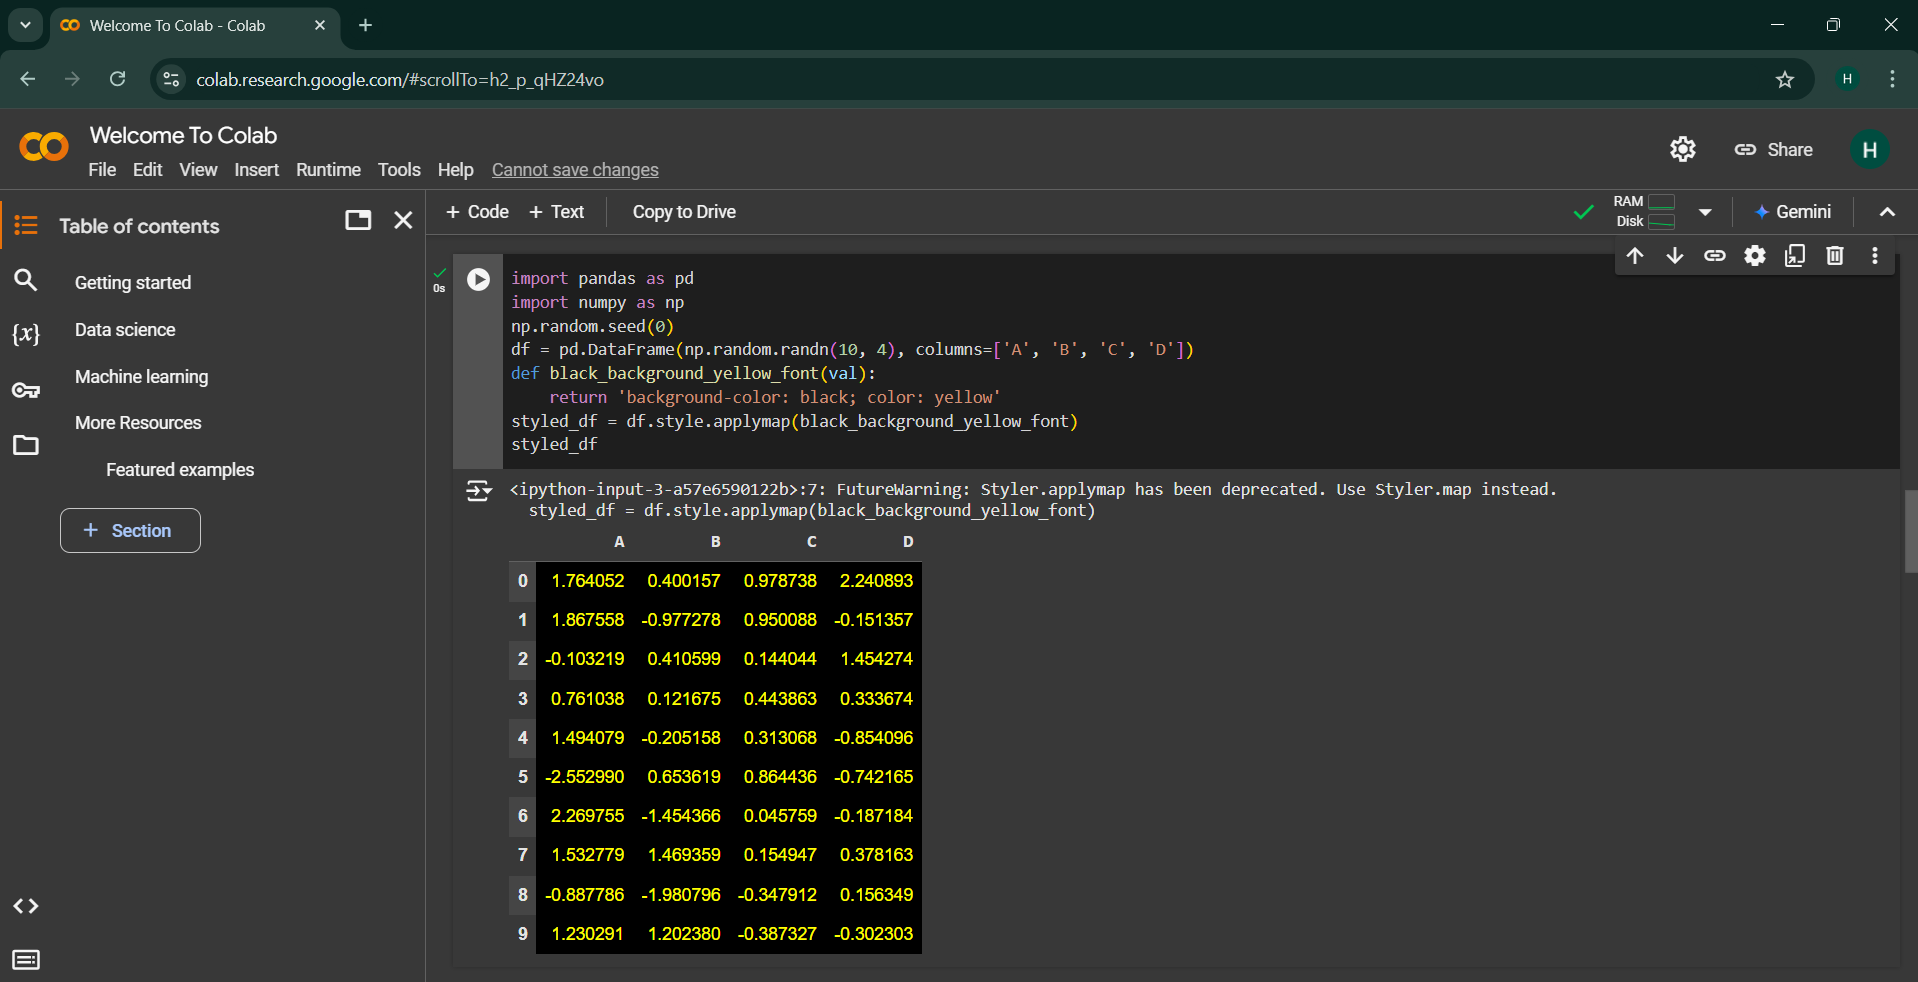 Welcome To Colab - Colab
colab.research.google.com/#scrollTo=h2_p_qHZ24vo
H
Welcome To Colab
File Edit View Insert Runtime Tools Help Cannot save changes
Share
H
Table of contents
Getting started
Data science
{x}
Machine learning
More Resources
Featured examples
+ Section
+ Code + Text Copy to Drive
RAM
Disk
Gemini
0s
import pandas as pd
import numpy as np
np.random.seed(0)
df = pd.DataFrame(np.random.randn(10, 4), columns=['A', 'B', 'C', 'D'])
def black_background_yellow_font(val):
    return 'background-color: black; color: yellow'
styled_df = df.style.applymap(black_background_yellow_font)
styled_df
<ipython-input-3-a57e6590122b>:7: FutureWarning: Styler.applymap has been deprecated. Use Styler.map instead.
  styled_df = df.style.applymap(black_background_yellow_font)
A B C D
0 1.764052 0.400157 0.978738 2.240893
1 1.867558 -0.977278 0.950088 -0.151357
2 -0.103219 0.410599 0.144044 1.454274
3 0.761038 0.121675 0.443863 0.333674
4 1.494079 -0.205158 0.313068 -0.854096
5 -2.552990 0.653619 0.864436 -0.742165
6 2.269755 -1.454366 0.045759 -0.187184
7 1.532779 1.469359 0.154947 0.378163
8 -0.887786 -1.980796 -0.347912 0.156349
9 1.230291 1.202380 -0.387327 -0.302303